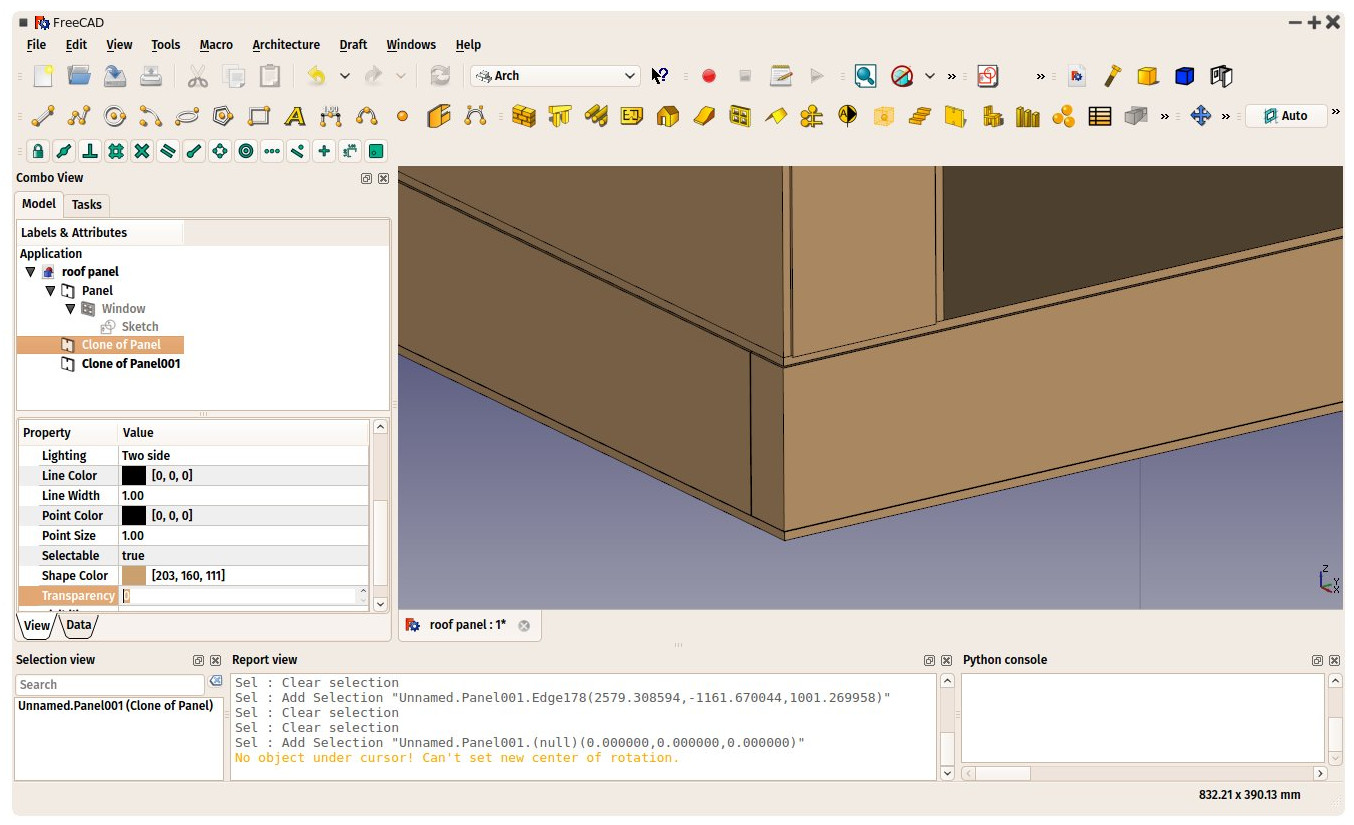 FreeCAD
File Edit View Tools Macro Architecture Draft Windows Help
Arch
Auto
Combo View
Model Tasks
Labels & Attributes
Application
roof panel
Panel
Window
Sketch
Clone of Panel
Clone of Panel001
Property Value
Lighting Two side
Line Color [0, 0, 0]
Line Width 1.00
Point Color [0, 0, 0]
Point Size 1.00
Selectable true
Shape Color [203, 160, 111]
Transparency 0
View Data
roof panel : 1*
Z
Y
X
Selection view
Search
Unnamed.Panel001 (Clone of Panel)
Report view
Sel : Clear selection
Sel : Add Selection "Unnamed.Panel001.Edge178(2579.308594,-1161.670044,1001.269958)"
Sel : Clear selection
Sel : Clear selection
Sel : Add Selection "Unnamed.Panel001.(null)(0.000000,0.000000,0.000000)"
No object under cursor! Can't set new center of rotation.
Python console
832.21 x 390.13 mm